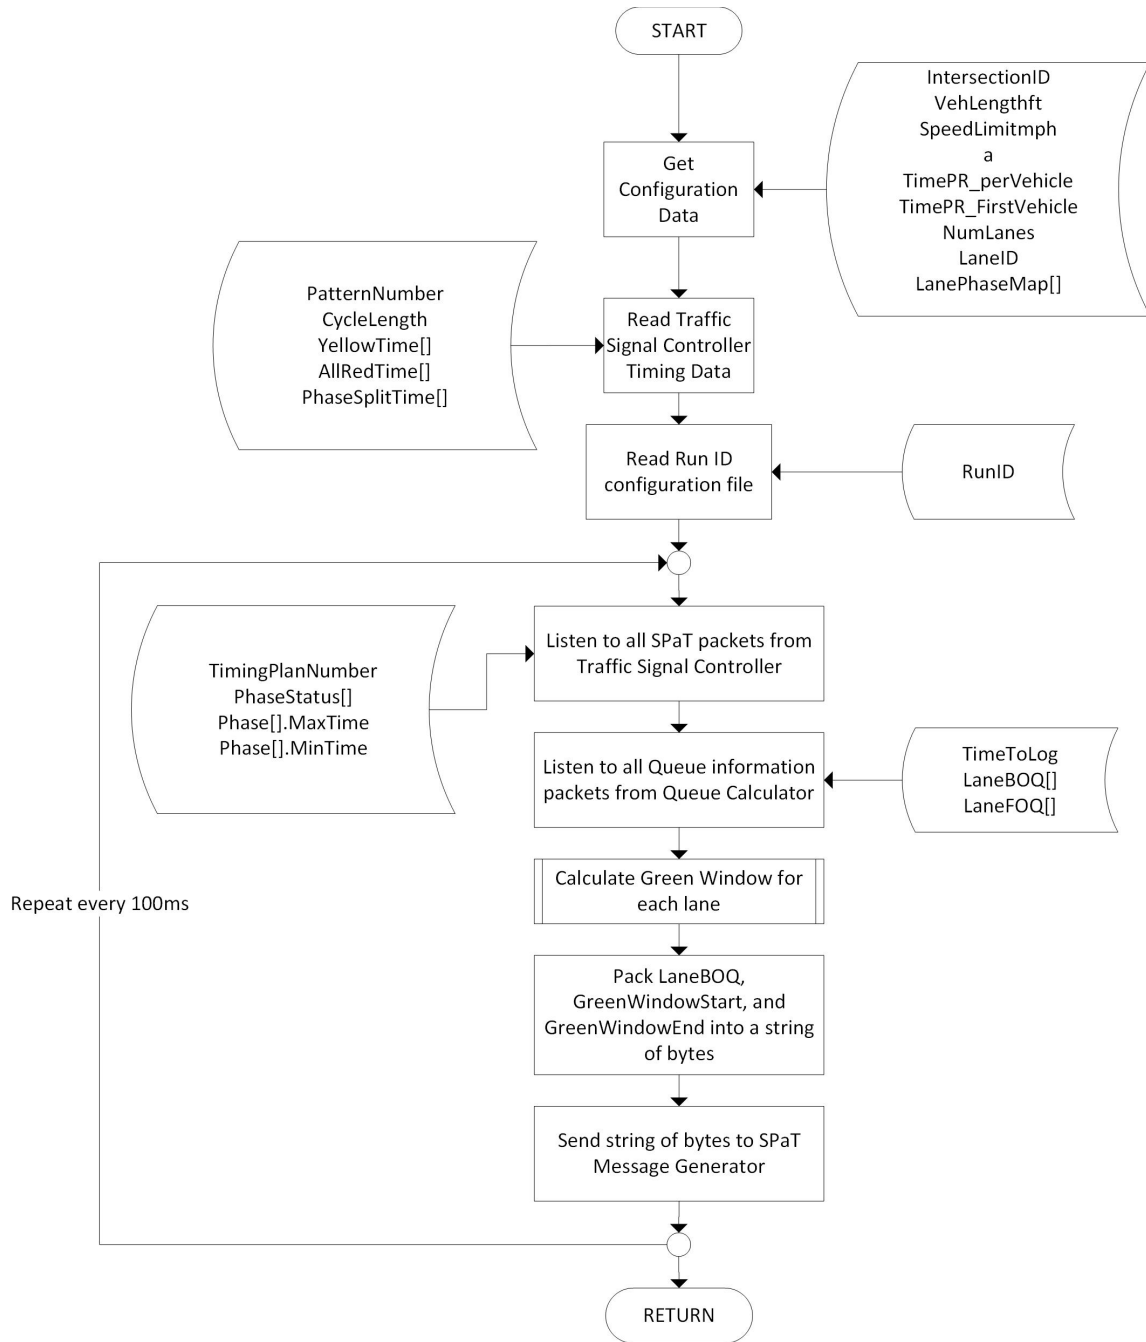 START
IntersectionID
VehLengthft
SpeedLimitmph
a
TimePR_perVehicle
TimePR_FirstVehicle
NumLanes
LaneID
LanePhaseMap[]
Get
Configuration
Data
PatternNumber
CycleLength
YellowTime[]
AllRedTime[]
PhaseSplitTime[]
Read Traffic
Signal Controller
Timing Data
Read Run ID
configuration file
RunID
Listen to all SPaT packets from
Traffic Signal Controller
TimingPlanNumber
PhaseStatus[]
Phase[].MaxTime
Phase[].MinTime
Listen to all Queue information
packets from Queue Calculator
TimeToLog
LaneBOQ[]
LaneFOQ[]
Calculate Green Window for
each lane
Repeat every 100ms
Pack LaneBOQ,
GreenWindowStart, and
GreenWindowEnd into a string
of bytes
Send string of bytes to SPaT
Message Generator
RETURN